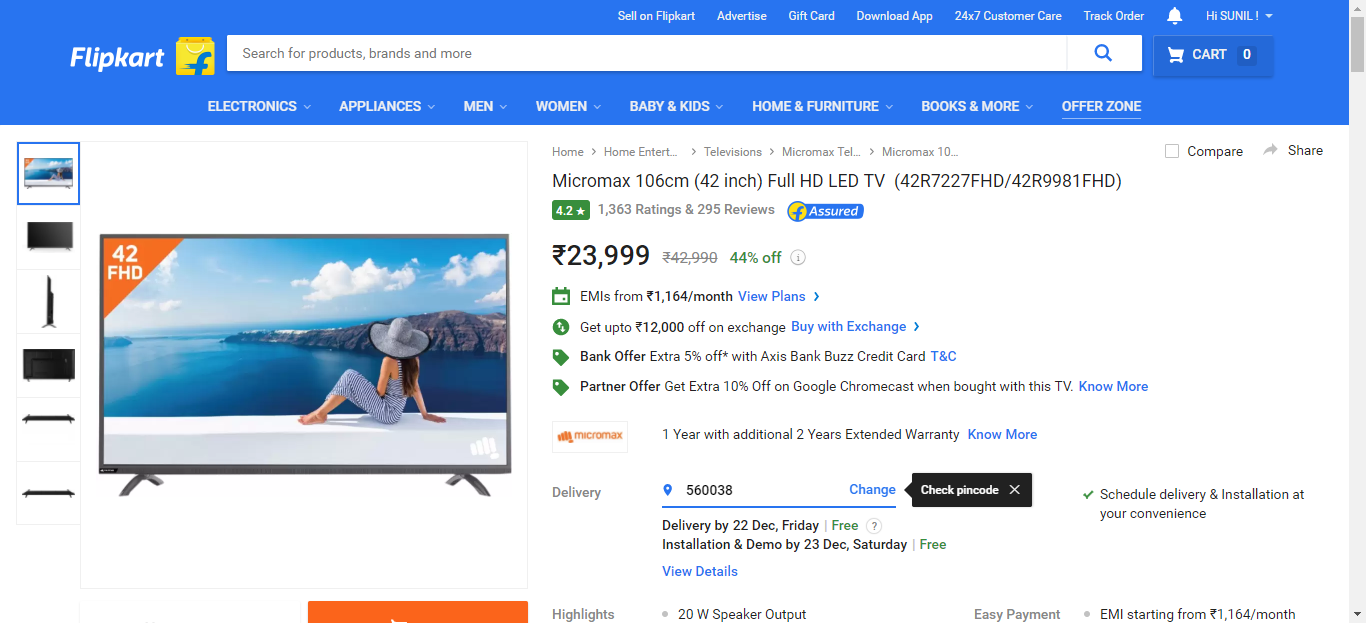 Sell on Flipkart Advertise Gift Card Download App 24x7 Customer Care Track Order Hi SUNIL !
Flipkart Search for products, brands and more CART 0
ELECTRONICS APPLIANCES MEN WOMEN BABY & KIDS HOME & FURNITURE BOOKS & MORE OFFER ZONE
Home > Home Entert... > Televisions > Micromax Tel... > Micromax 10... Compare Share
Micromax 106cm (42 inch) Full HD LED TV (42R7227FHD/42R9981FHD)
4.2 ★ 1,363 Ratings & 295 Reviews Assured
₹23,999 ₹42,990 44% off
42
FHD
EMIs from ₹1,164/month View Plans >
Get upto ₹12,000 off on exchange Buy with Exchange >
Bank Offer Extra 5% off* with Axis Bank Buzz Credit Card T&C
Partner Offer Get Extra 10% Off on Google Chromecast when bought with this TV. Know More
micromax 1 Year with additional 2 Years Extended Warranty Know More
Delivery 560038 Change Check pincode ✕
Schedule delivery & Installation at
your convenience
Delivery by 22 Dec, Friday | Free ?
Installation & Demo by 23 Dec, Saturday | Free
View Details
Highlights • 20 W Speaker Output Easy Payment • EMI starting from ₹1,164/month